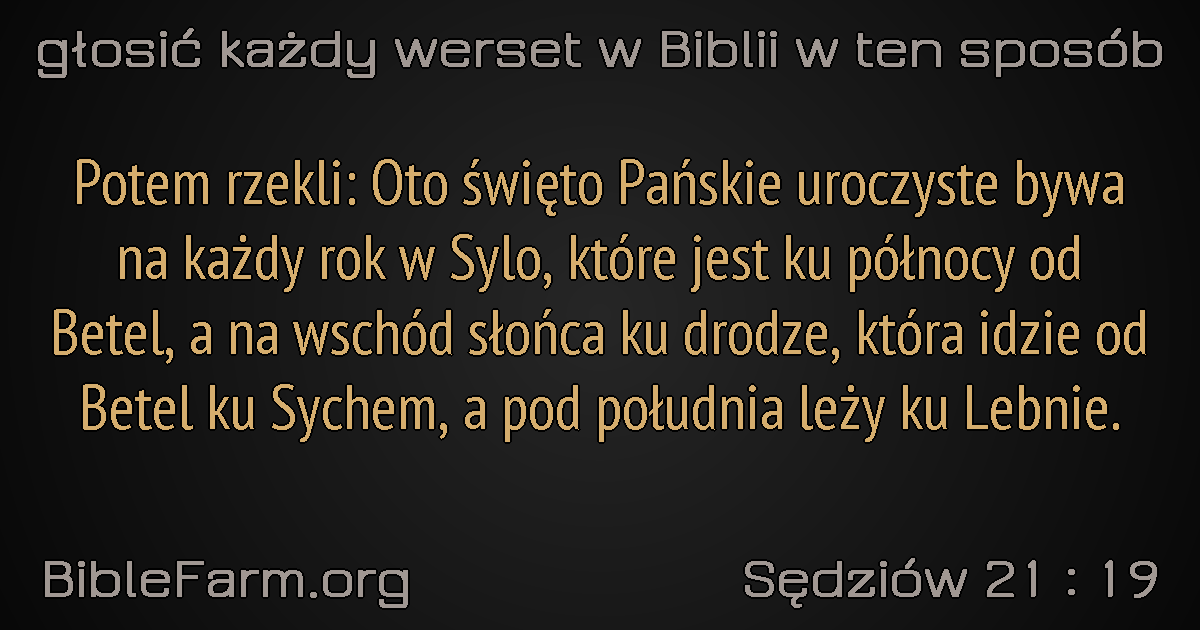 głosić każdy werset w Biblii w ten sposób
Potem rzekli: Oto święto Pańskie uroczyste bywa
na każdy rok w Sylo, które jest ku północy od
Betel, a na wschód słońca ku drodze, która idzie od
Betel ku Sychem, a pod południa leży ku Lebnie.
BibleFarm.org
Sędziów 21 : 19